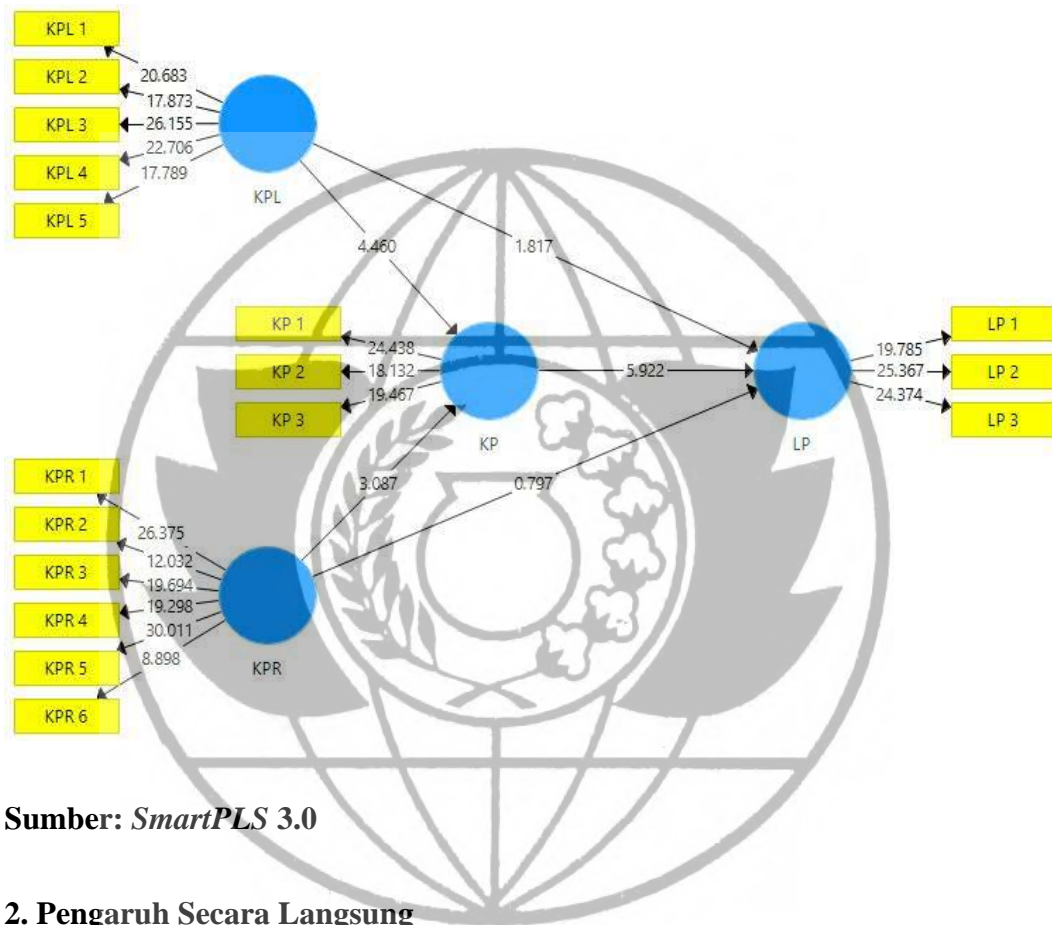 KPL 1
KPL 2
KPL 3
KPL 4
KPL 5
20.683
17.873
26.155
22.706
17.789
KPL
4.460
1.817
KP 1
KP 2
KP 3
24.438
18.132
19.467
KP
5.922
LP
19.785
25.367
24.374
LP 1
LP 2
LP 3
KPR 1
KPR 2
KPR 3
KPR 4
KPR 5
KPR 6
26.375
12.032
19.694
19.298
30.011
8.898
KPR
3.087
0.797
Sumber: SmartPLS 3.0
2. Pengaruh Secara Langsung